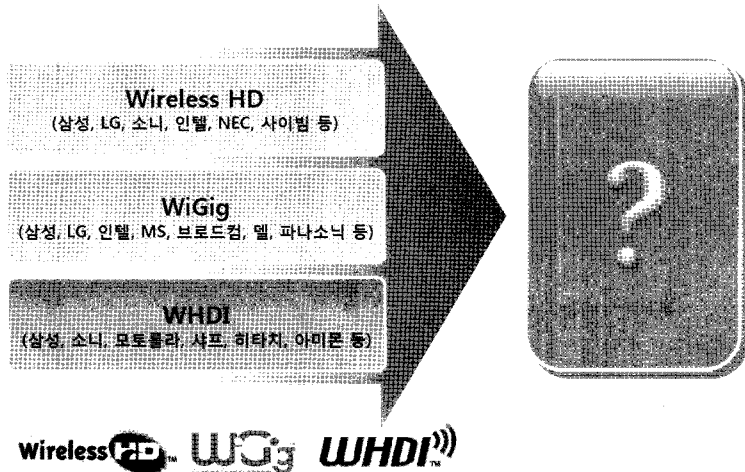 Wireless HD
(삼성, LG, 소니, 인텔, NEC, 사이빔 등)
WiGig
(삼성, LG, 인텔, MS, 브로드컴, 델, 파나소닉 등)
WHDI
(삼성, 소니, 모토롤라, 샤프, 히타치, 아미몬 등)
?
Wireless HD™ WiGig WHDI™